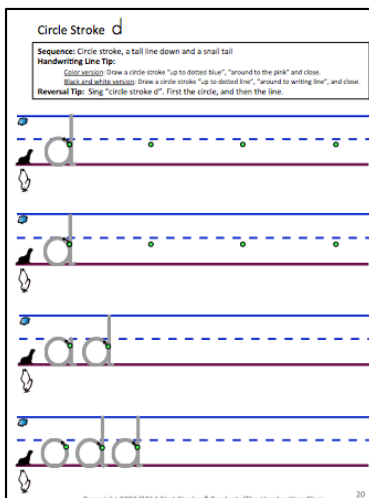 Circle Stroke d
Sequence: Circle stroke, a tall line down and a snail tail
Handwriting Line Tip:
Color version: Draw a circle stroke "up to dotted blue", "around to the pink" and close.
Black and white version: Draw a circle stroke "up to dotted line", "around to writing line", and close.
Reversal Tip: Sing "circle stroke d". First the circle, and then the line.
d
d
a d
o d d
20